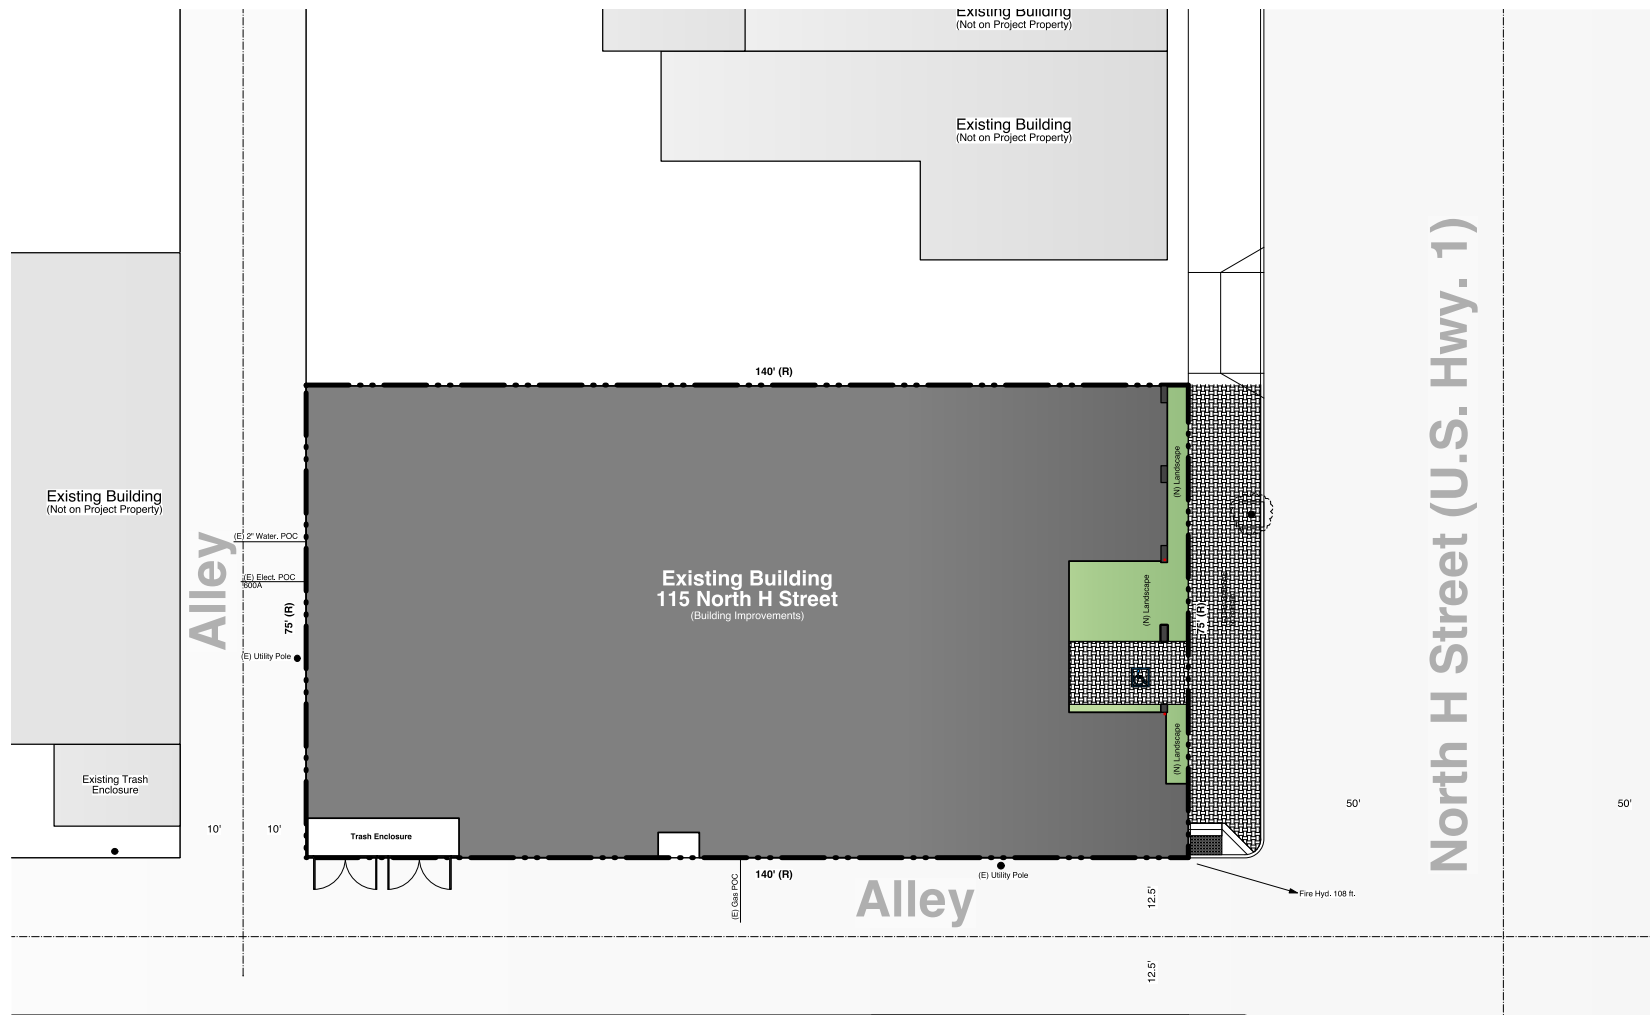 Existing Building
(Not on Project Property)
Existing Building
(Not on Project Property)
North H Street (U.S. Hwy. 1)
140' (R)
(N) Landscape
Existing Building
(Not on Project Property)
Alley
(E) 2" Water. POC
(E) Elect. POC
600A
75' (R)
(E) Utility Pole
Existing Building
115 North H Street
(Building Improvements)
(N) Landscape
75' (R)
(N) Landscape
Existing Trash
Enclosure
10'
10'
50'
50'
Trash Enclosure
140' (R)
(E) Gas POC
(E) Utility Pole
Alley
12.5'
Fire Hyd. 108 ft.
12.5'